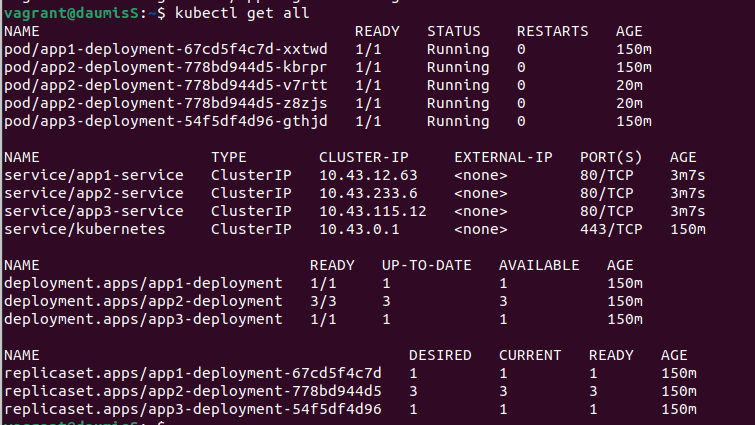 vagrant@daumisS:~$ kubectl get all
NAME READY STATUS RESTARTS AGE
pod/app1-deployment-67cd5f4c7d-xxtwd 1/1 Running 0 150m
pod/app2-deployment-778bd944d5-kbrpr 1/1 Running 0 150m
pod/app2-deployment-778bd944d5-v7rtt 1/1 Running 0 20m
pod/app2-deployment-778bd944d5-z8zjs 1/1 Running 0 20m
pod/app3-deployment-54f5df4d96-gthjd 1/1 Running 0 150m
NAME TYPE CLUSTER-IP EXTERNAL-IP PORT(S) AGE
service/app1-service ClusterIP 10.43.12.63 <none> 80/TCP 3m7s
service/app2-service ClusterIP 10.43.233.6 <none> 80/TCP 3m7s
service/app3-service ClusterIP 10.43.115.12 <none> 80/TCP 3m7s
service/kubernetes ClusterIP 10.43.0.1 <none> 443/TCP 150m
NAME READY UP-TO-DATE AVAILABLE AGE
deployment.apps/app1-deployment 1/1 1 1 150m
deployment.apps/app2-deployment 3/3 3 3 150m
deployment.apps/app3-deployment 1/1 1 1 150m
NAME DESIRED CURRENT READY AGE
replicaset.apps/app1-deployment-67cd5f4c7d 1 1 1 150m
replicaset.apps/app2-deployment-778bd944d5 3 3 3 150m
replicaset.apps/app3-deployment-54f5df4d96 1 1 1 150m